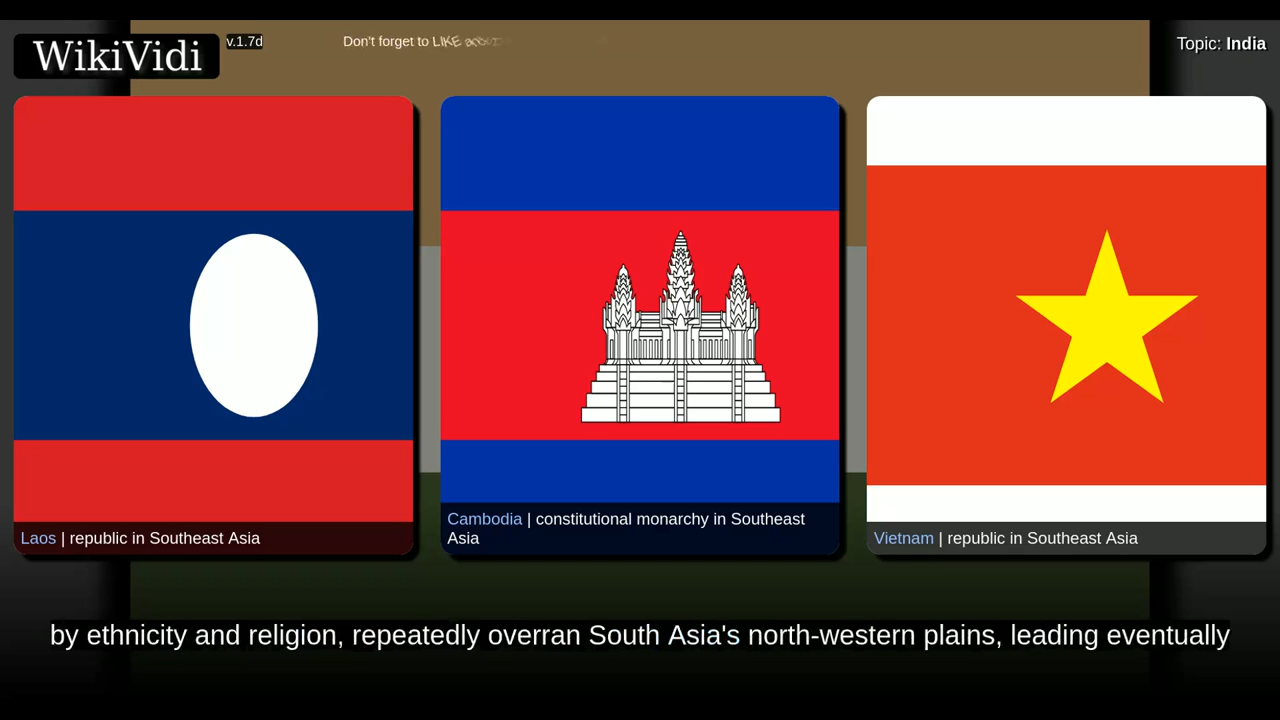 WikiVidi
v.1.7d
Don't forget to LIKE
Topic: India
Laos | republic in Southeast Asia
Cambodia | constitutional monarchy in Southeast
Asia
Vietnam | republic in Southeast Asia
by ethnicity and religion, repeatedly overran South Asia's north-western plains, leading eventually